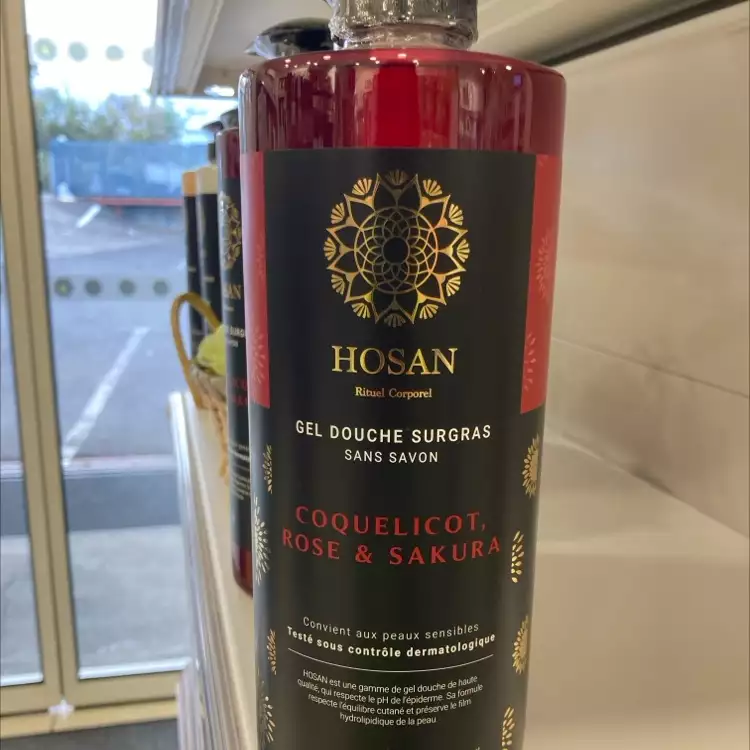 HOSAN
Rituel Corporel
GEL DOUCHE SURGRAS
SANS SAVON
COQUELICOT,
ROSE & SAKURA
Convient aux peaux sensibles
Testé sous contrôle dermatologique
HOSAN est une gamme de gel douche de haute
qualité, qui respecte le pH de l'épiderme. Sa formule
respecte l'équilibre cutané et préserve le film
hydrolipidique de la peau